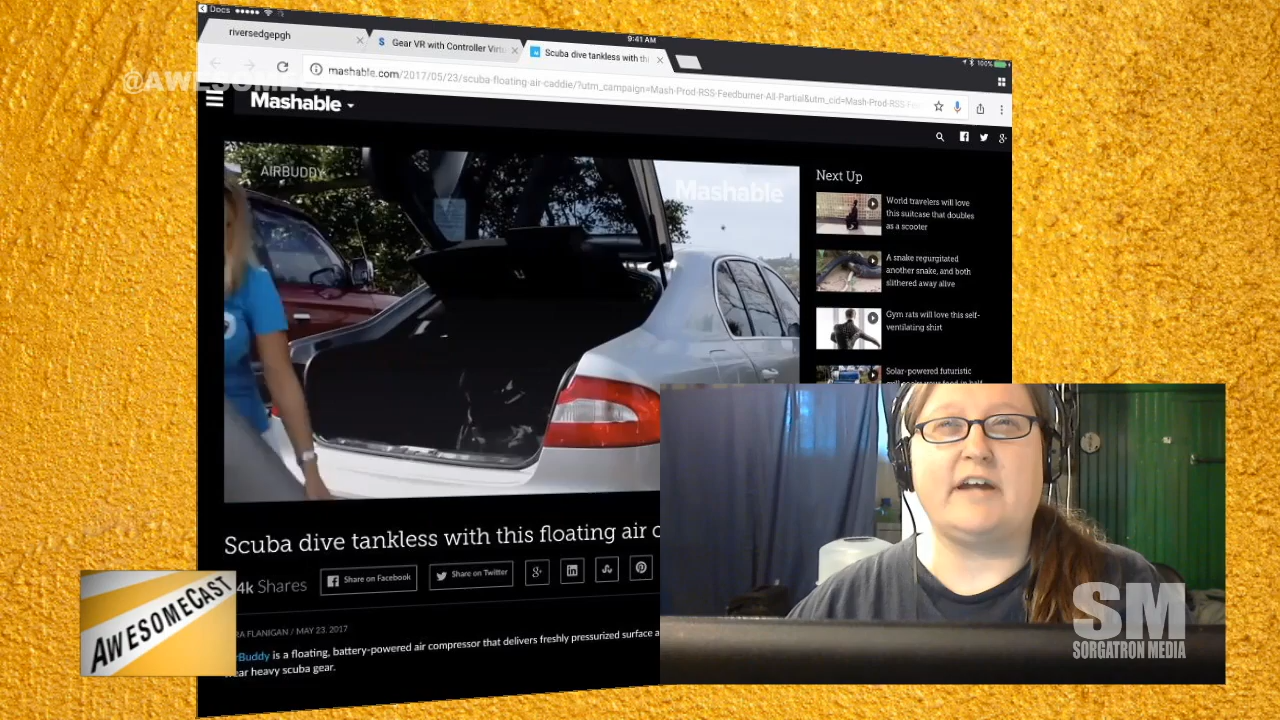 Docs
9:41 AM
100%
riversedgepgh
Gear VR with Controller Virtu
Scuba dive tankless with thi
mashable.com/2017/05/23/scuba-floating-air-caddie/?utm_campaign=Mash-Prod-RSS-Feedburner-All-Partial&utm_cid=Mash-Prod-RSS
@AWESOMECAST
Mashable
AIRBUDDY
Mashable
Next Up
World travelers will love
this suitcase that doubles
as a scooter
A snake regurgitated
another snake, and both
slithered away alive
Gym rats will love this self-
ventilating shirt
Solar-powered futuristic
Scuba dive tankless with this floating air
4k Shares
Share on Facebook
Share on Twitter
FLANIGAN / MAY 23, 2017
Buddy is a floating, battery-powered air compressor that delivers freshly pressurized surface
wear heavy scuba gear.
AWESOMECAST
SM
SORGATRON MEDIA